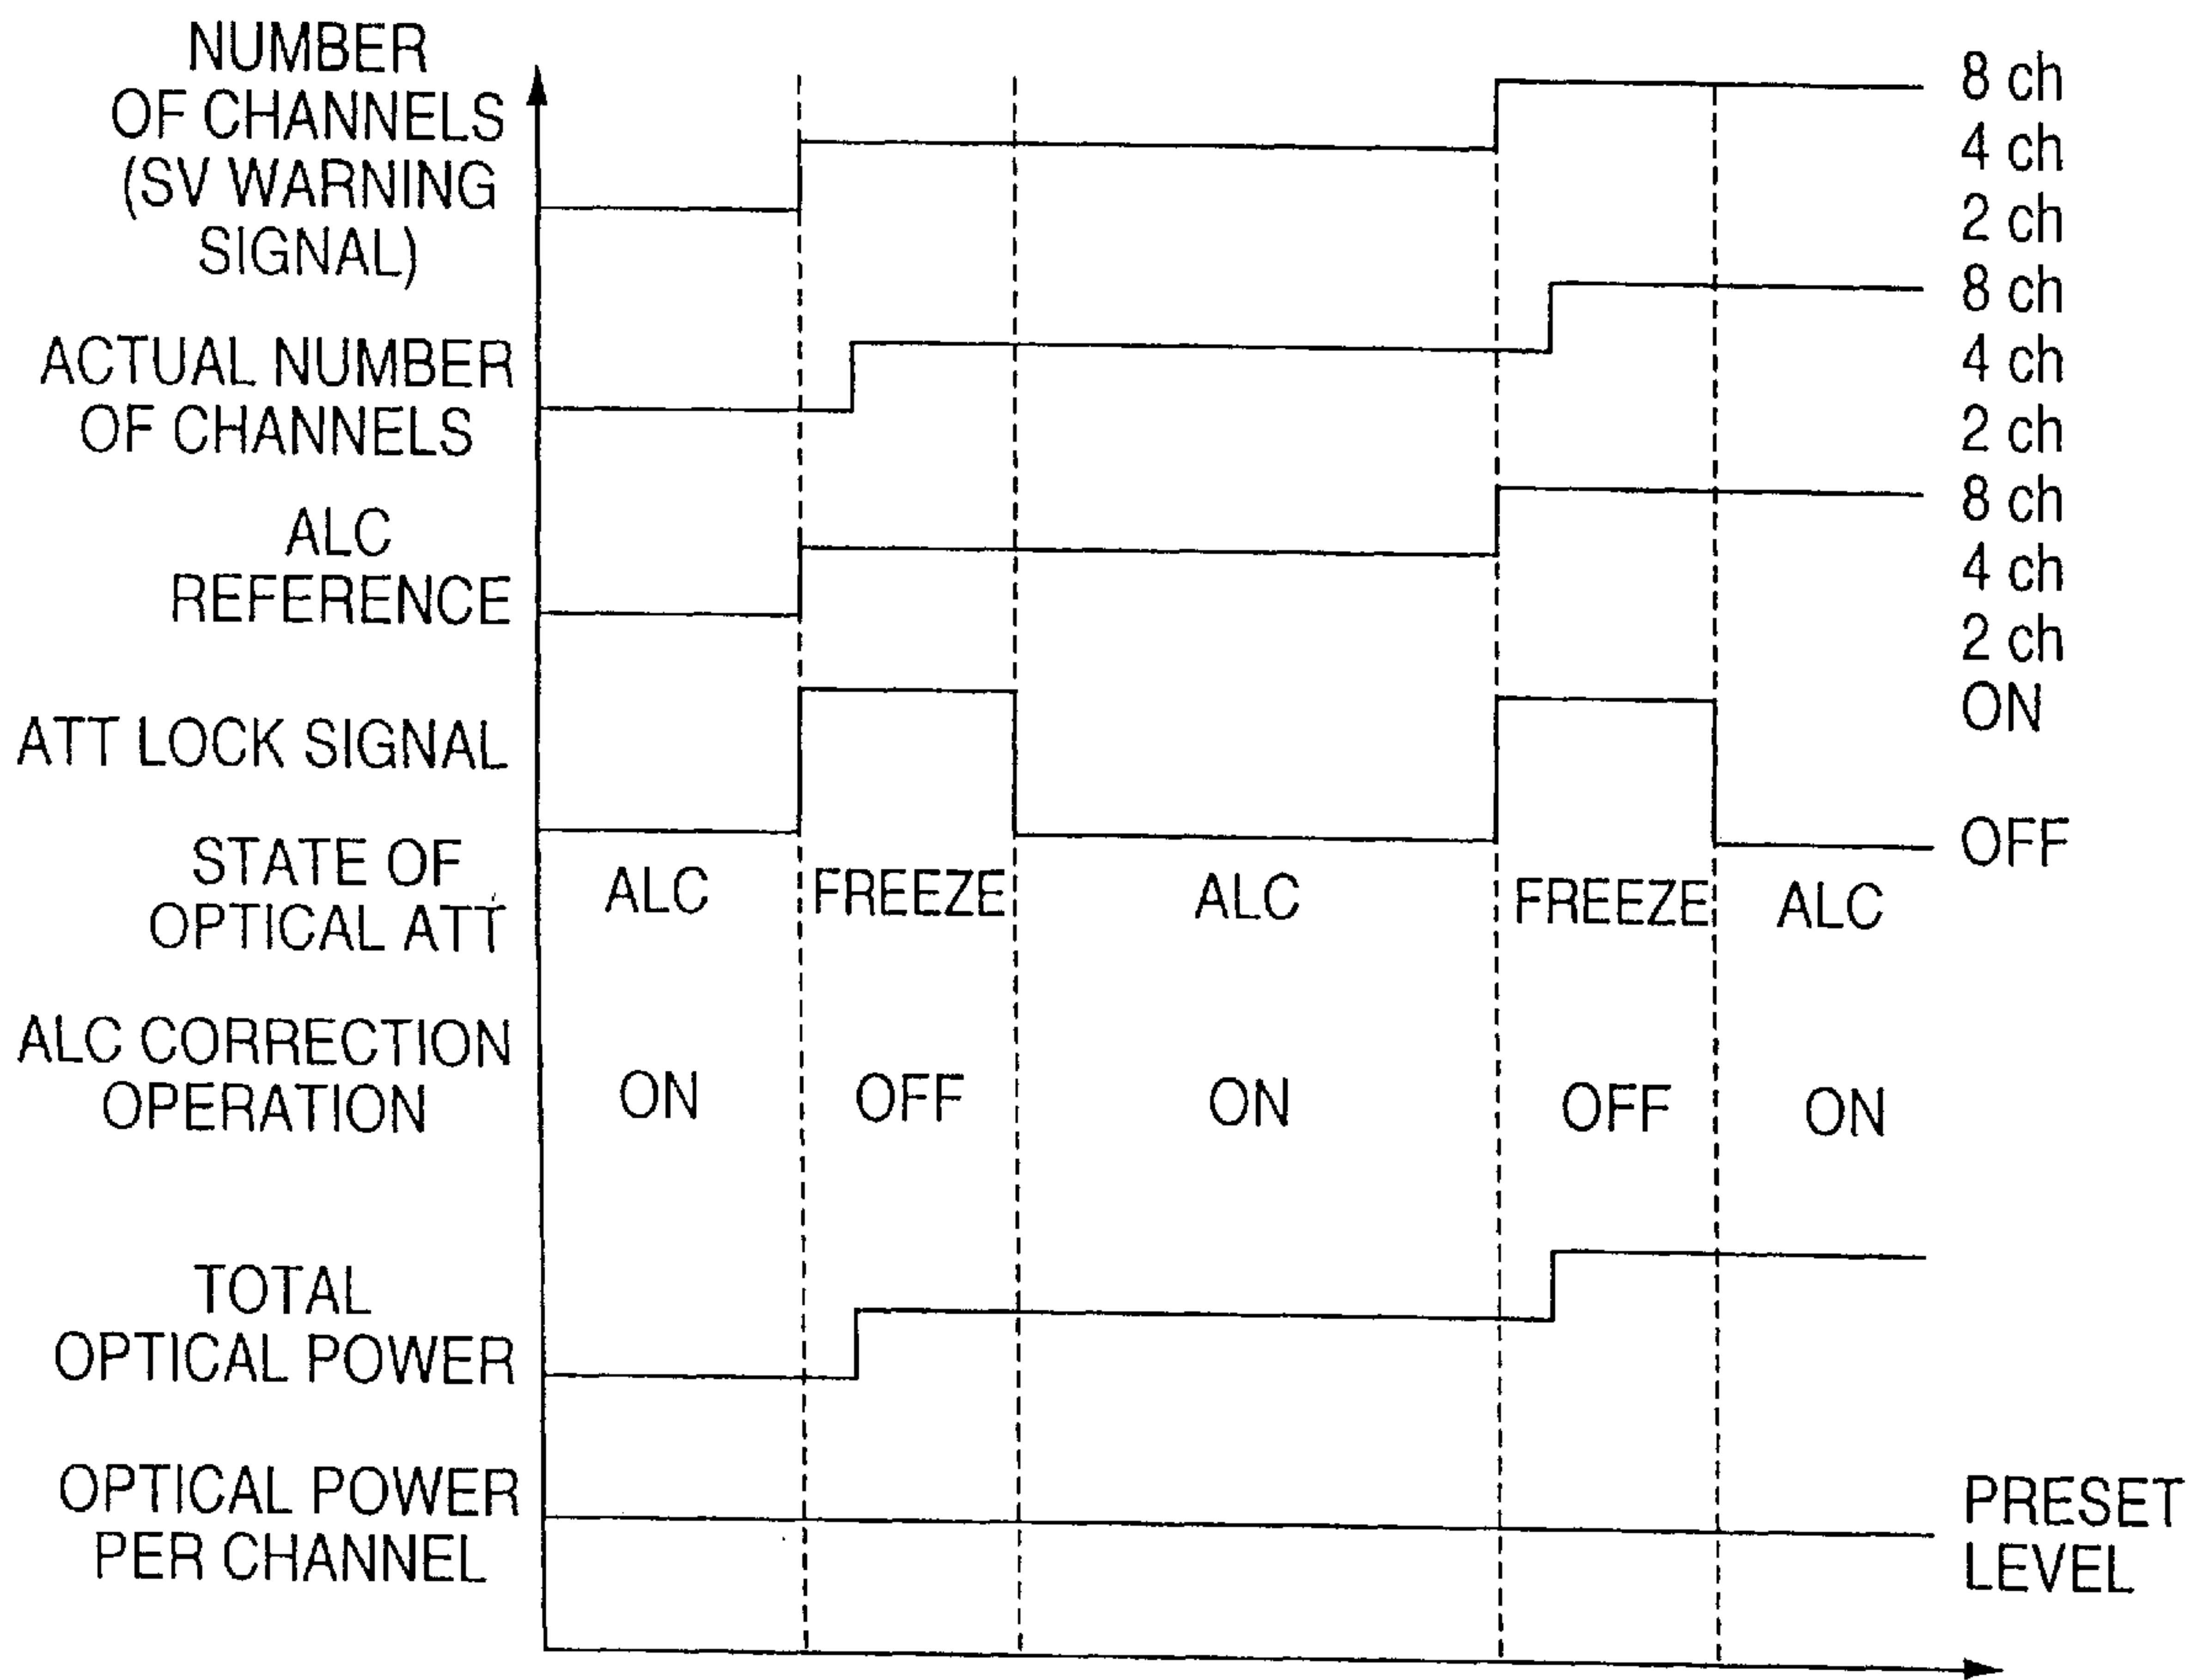 NUMBER
OF CHANNELS
(SV WARNING
SIGNAL)
8 ch
4 ch
2 ch
ACTUAL NUMBER
OF CHANNELS
8 ch
4 ch
2 ch
ALC
REFERENCE
8 ch
4 ch
2 ch
ATT LOCK SIGNAL
ON
OFF
STATE OF
OPTICAL ATT
ALC
FREEZE
ALC
FREEZE
ALC
ALC CORRECTION
OPERATION
ON
OFF
ON
OFF
ON
TOTAL
OPTICAL POWER
OPTICAL POWER
PER CHANNEL
PRESET
LEVEL